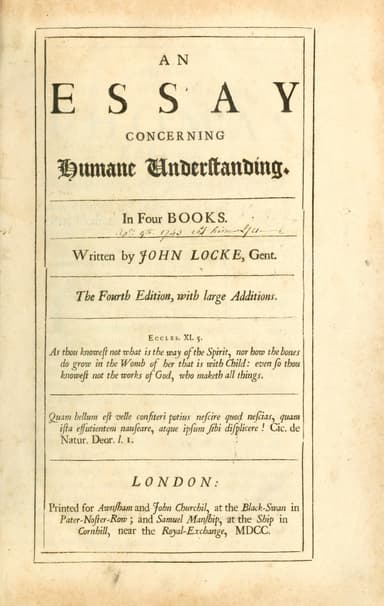 AN
ESSAY
CONCERNING
Humane Understanding.
In Four BOOKS.
Written by JOHN LOCKE, Gent.
The Fourth Edition, with large Additions.
ECCLES. XI. 5.
As thou knoweſt not what is the way of the Spirit, nor how the bones
do grow in the Womb of her that is with Child: even ſo thou
knoweſt not the works of God, who maketh all things.
Quam bellum eſt velle confiteri potius neſcire quod neſcias, quam
iſta effutientem nauſeare, atque ipſum ſibi diſplicere! Cic. de
Natur. Deor. l. 1.
LONDON:
Printed for Awnſham and John Churchil, at the Black-Swan in
Pater-Noſter-Row; and Samuel Manſhip, at the Ship in
Cornhill, near the Royal-Exchange, MDCC.